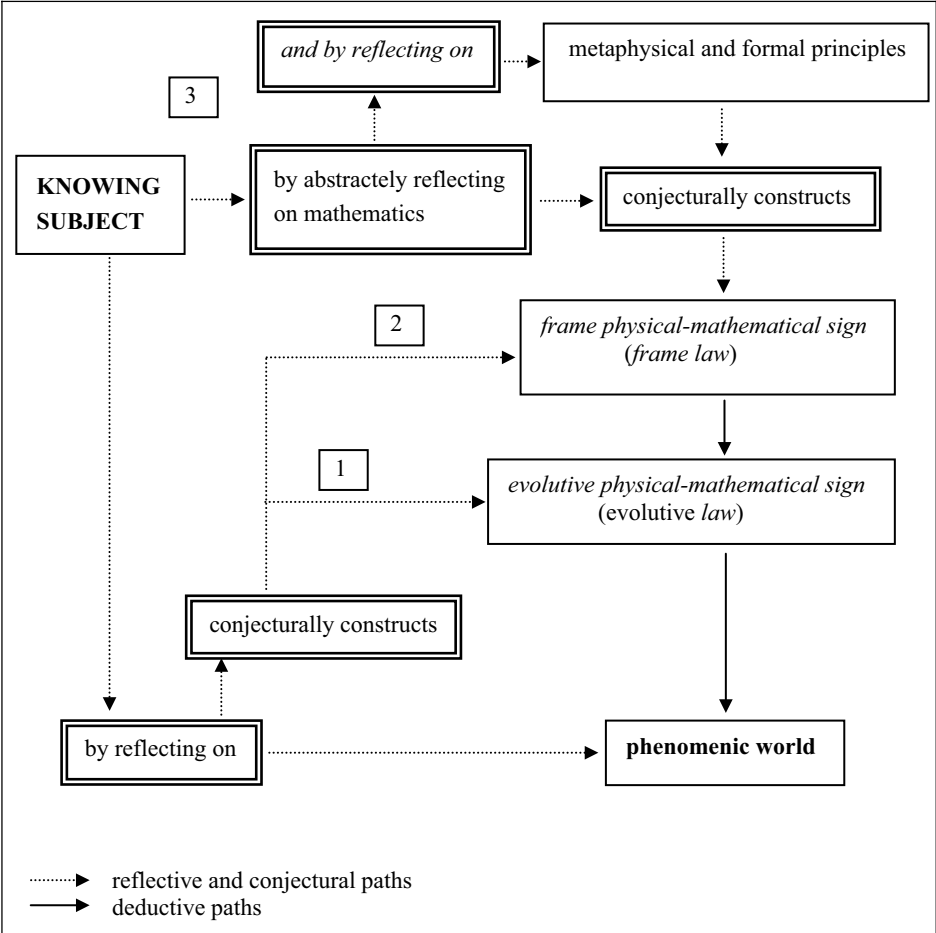 and by reflecting on
metaphysical and formal principles
3
KNOWING
SUBJECT
by abstractely reflecting
on mathematics
conjecturally constructs
2
frame physical-mathematical sign
(frame law)
1
evolutive physical-mathematical sign
(evolutive law)
conjecturally constructs
by reflecting on
phenomenic world
reflective and conjectural paths
deductive paths